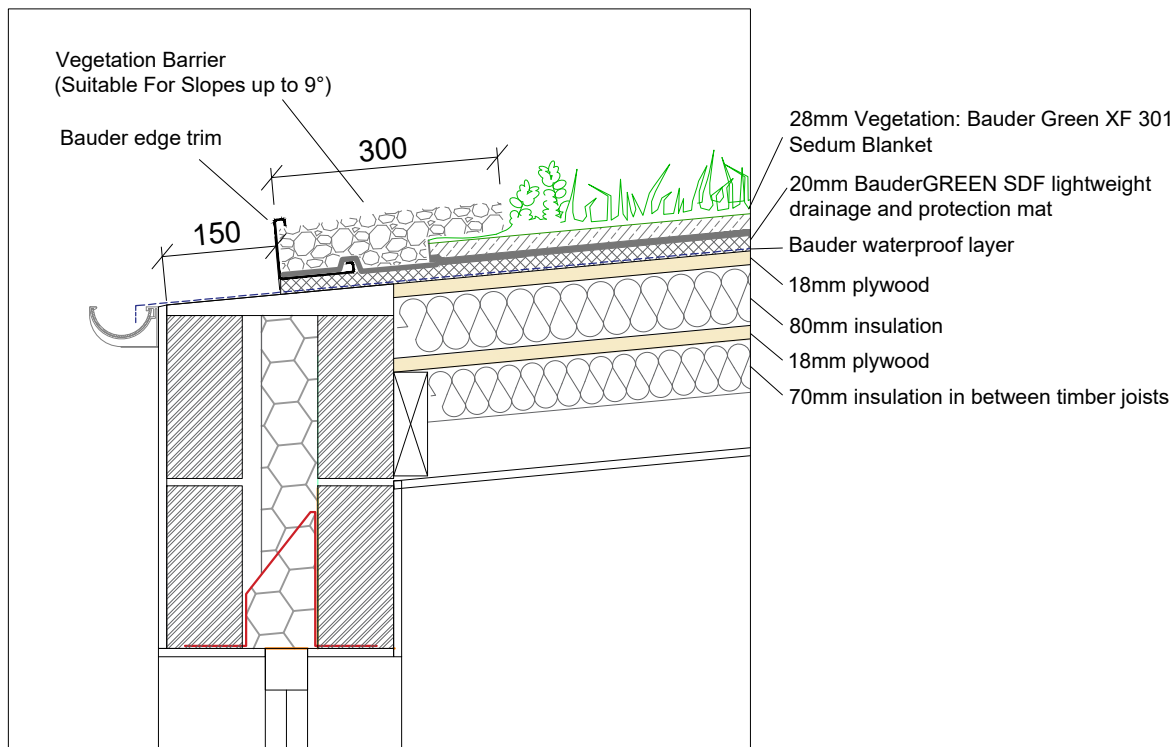 Vegetation Barrier
(Suitable For Slopes up to 9°)
Bauder edge trim
300
150
28mm Vegetation: Bauder Green XF 301
Sedum Blanket
20mm BauderGREEN SDF lightweight
drainage and protection mat
Bauder waterproof layer
18mm plywood
80mm insulation
18mm plywood
70mm insulation in between timber joists